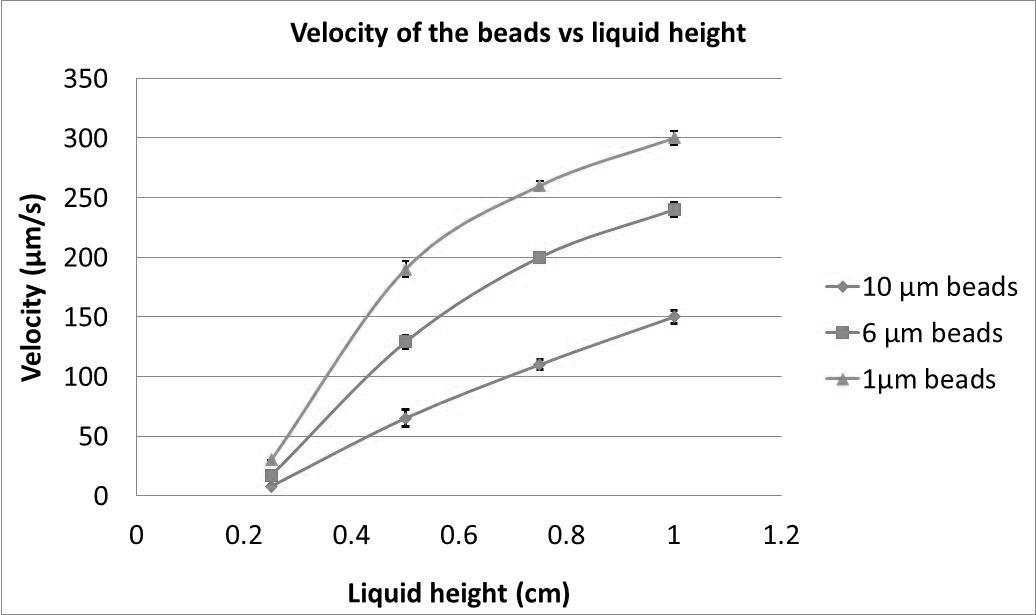 Velocity of the beads vs liquid height
350
300
250
200
150
100
50
0
Velocity (µm/s)
0 0.2 0.4 0.6 0.8 1 1.2
Liquid height (cm)
10 µm beads
6 µm beads
1µm beads